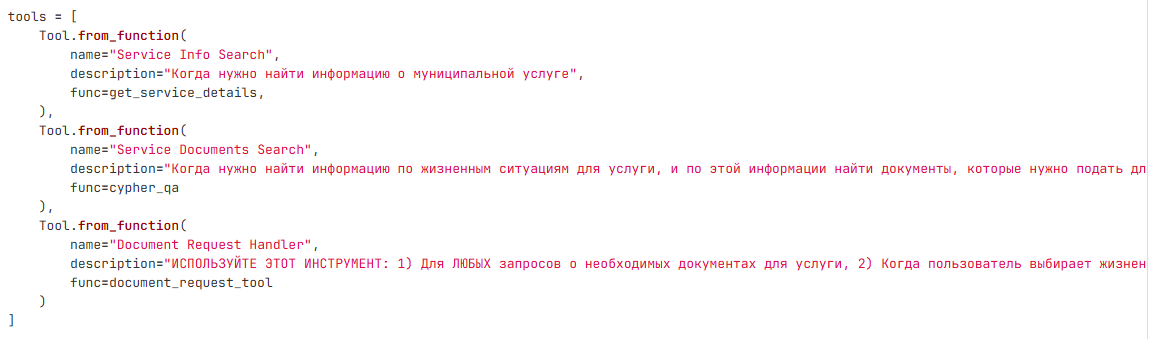 tools = [
    Tool.from_function(
        name="Service Info Search",
        description="Когда нужно найти информацию о муниципальной услуге",
        func=get_service_details,
    ),
    Tool.from_function(
        name="Service Documents Search",
        description="Когда нужно найти информацию по жизненным ситуациям для услуги, и по этой информации найти документы, которые нужно подать дл
        func=cypher_qa
    ),
    Tool.from_function(
        name="Document Request Handler",
        description="ИСПОЛЬЗУЙТЕ ЭТОТ ИНСТРУМЕНТ: 1) Для ЛЮБЫХ запросов о необходимых документах для услуги, 2) Когда пользователь выбирает жизнен
        func=document_request_tool
    )
]